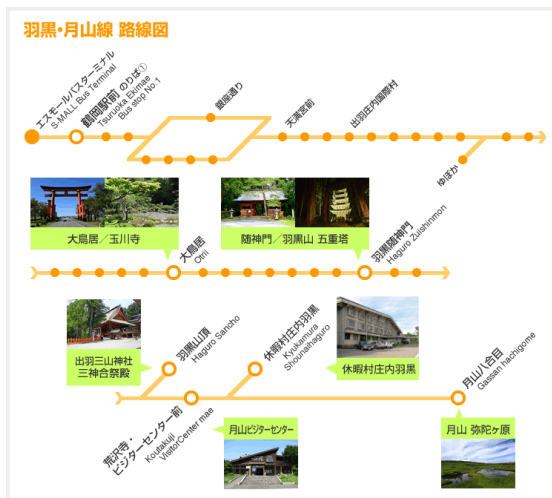 羽黒・月山線 路線図
エスモールバスターミナル
S-MALL Bus Terminal
鶴岡駅前 のりば①
Tsuruoka Ekimae
Bus stop No.1
銀座通り
天満宮前
出羽庄内国際村
ゆぽか
大鳥居／玉川寺
大鳥居
Otrii
随神門／羽黒山 五重塔
羽黒随神門
Haguro Zuishinmon
出羽三山神社
三神合祭殿
羽黒山頂
Haguro Sancho
休暇村庄内羽黒
Kyukamura
Shounaihaguro
休暇村庄内羽黒
月山八合目
Gassan hachigome
荒沢寺・
ビジターセンター前
Koutakuji
VisitorCenter mae
月山ビジターセンター
月山 弥陀ヶ原